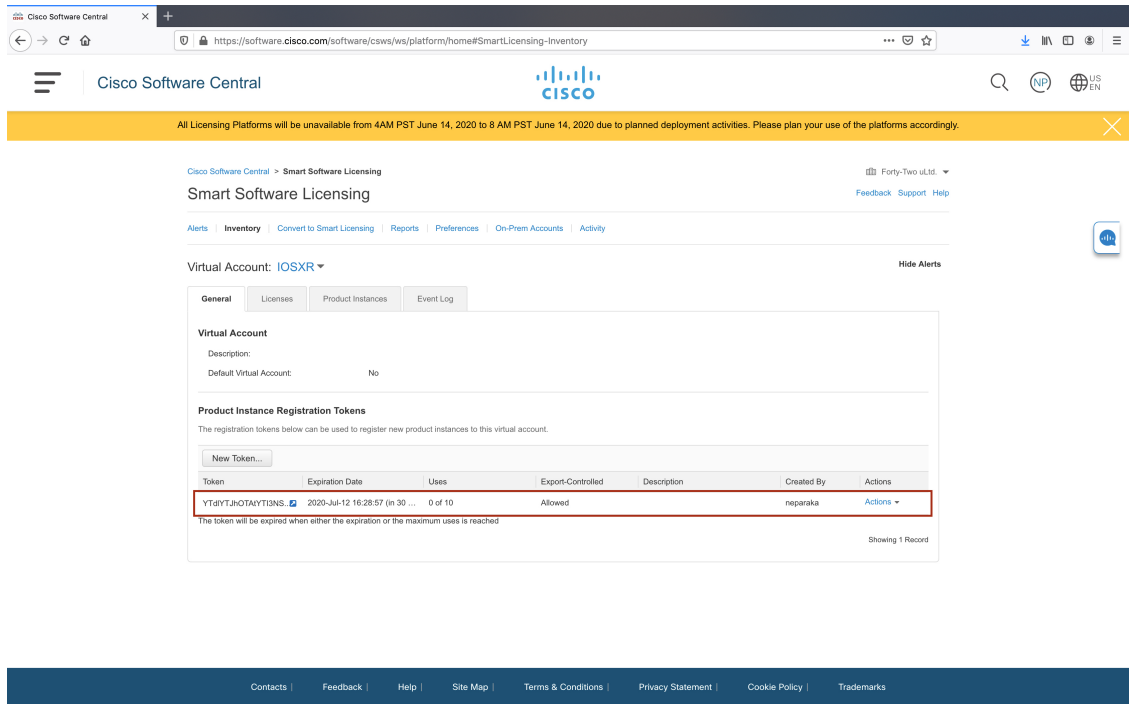 Cisco Software Central
https://software.cisco.com/software/csws/ws/platform/home#SmartLicensing-Inventory
Cisco Software Central
CISCO
NP
US
EN
All Licensing Platforms will be unavailable from 4AM PST June 14, 2020 to 8 AM PST June 14, 2020 due to planned deployment activities. Please plan your use of the platforms accordingly.
Cisco Software Central > Smart Software Licensing
Forty-Two uLtd.
Smart Software Licensing
Feedback Support Help
Alerts | Inventory | Convert to Smart Licensing | Reports | Preferences | On-Prem Accounts | Activity
Virtual Account: IOSXR
Hide Alerts
General Licenses Product Instances Event Log
Virtual Account
Description:
Default Virtual Account: No
Product Instance Registration Tokens
The registration tokens below can be used to register new product instances to this virtual account.
New Token...
Token Expiration Date Uses Export-Controlled Description Created By Actions
2020-Jul-12 16:28:57 (in 30 ... 0 of 10 Allowed neparaka Actions
The token will be expired when either the expiration or the maximum uses is reached
Showing 1 Record
Contacts | Feedback | Help | Site Map | Terms & Conditions | Privacy Statement | Cookie Policy | Trademarks